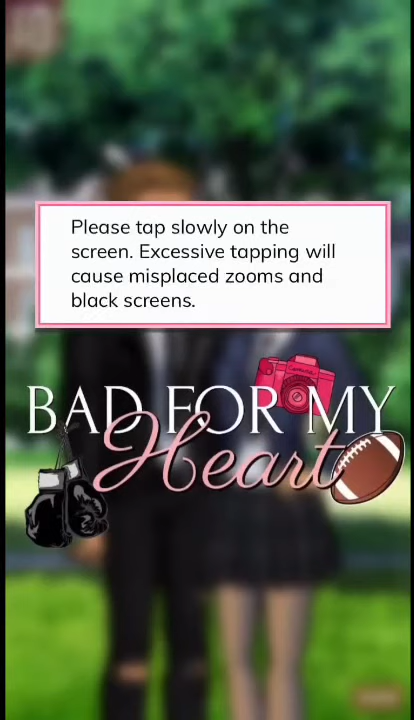 Please tap slowly on the
screen. Excessive tapping will
cause misplaced zooms and
black screens.
BAD FOR MY
Heart